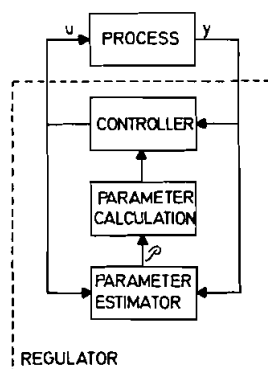 u
PROCESS
y
CONTROLLER
PARAMETER
CALCULATION
𝒫
PARAMETER
ESTIMATOR
REGULATOR